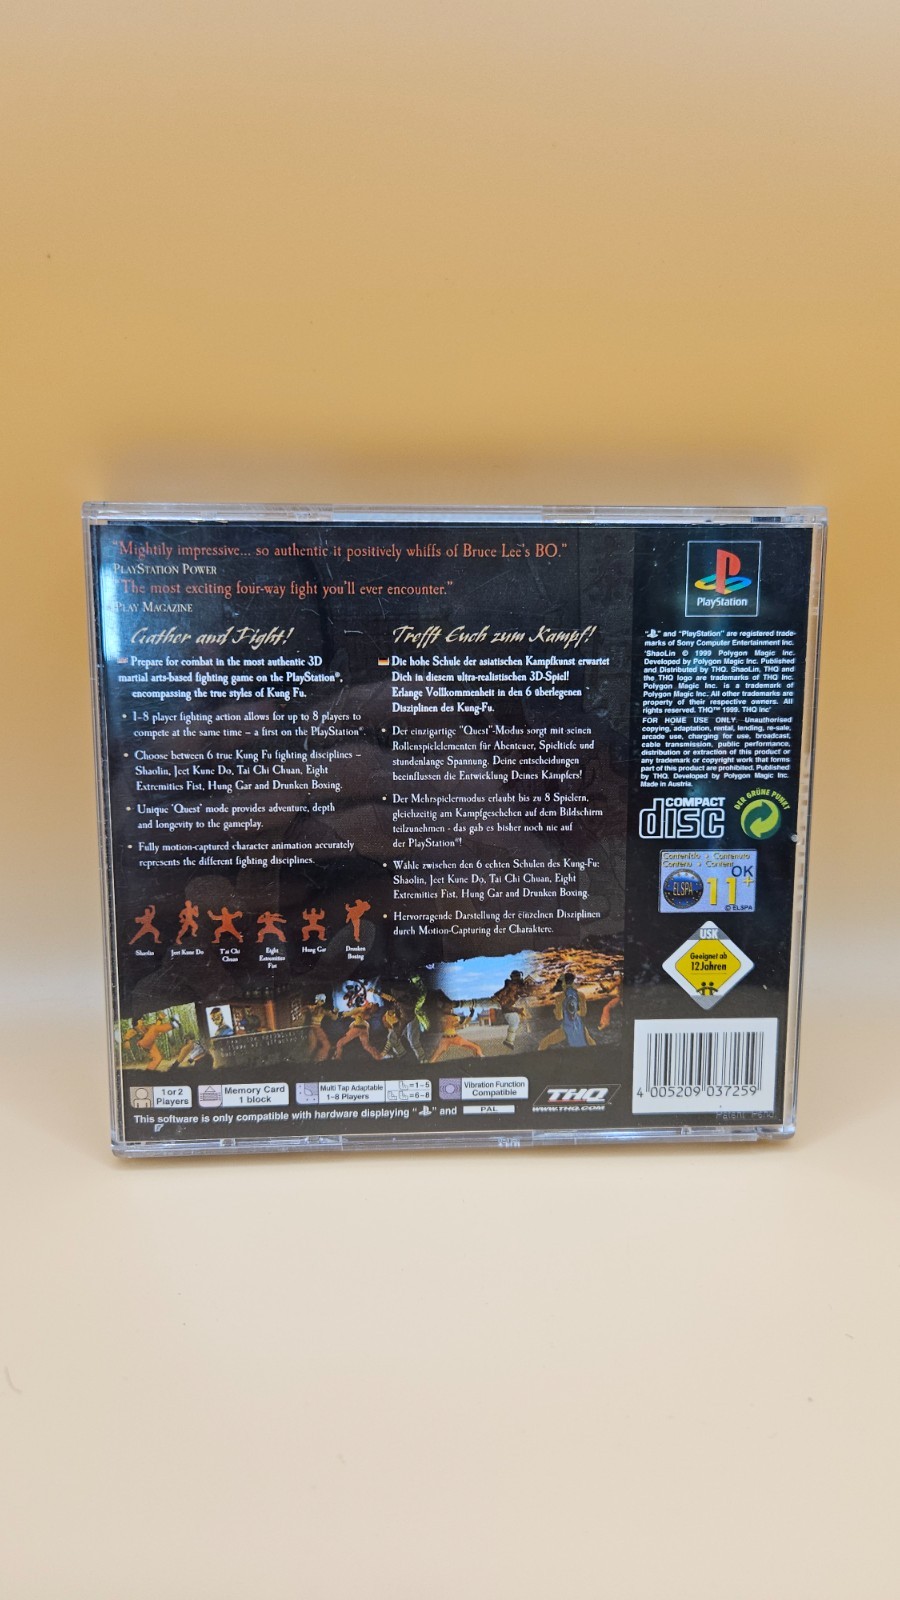 "Mightily impressive... so authentic it positively whiffs of Bruce Lee's BO."
PLAYSTATION POWER
"The most exciting four-way fight you'll ever encounter."
PLAY MAGAZINE
Gather and Fight!
Prepare for combat in the most authentic 3D
martial arts-based fighting game on the PlayStation®,
encompassing the true styles of Kung Fu.
• 1-8 player fighting action allows for up to 8 players to
compete at the same time – a first on the PlayStation®.
• Choose between 6 true Kung Fu fighting disciplines –
Shaolin, Jeet Kune Do, Tai Chi Chuan, Eight
Extremities Fist, Hung Gar and Drunken Boxing.
• Unique 'Quest' mode provides adventure, depth
and longevity to the gameplay.
• Fully motion-captured character animation accurately
represents the different fighting disciplines.
Shaolin
Jeet Kune Do
T'ai Chi
Chuan
Eight
Extremities
Fist
Hung Gar
Drunken
Boxing
Trefft Euch zum Kampf!
Die hohe Schule der asiatischen Kampfkunst erwartet
Dich in diesem ultra-realistischen 3D-Spiel!
Erlange Vollkommenheit in den 6 überlegenen
Disziplinen des Kung-Fu.
• Der einzigartige "Quest"-Modus sorgt mit seinen
Rollenspielelementen für Abenteuer, Spieltiefe und
stundenlange Spannung. Deine entscheidungen
beeinflussen die Entwicklung Deines Kämpfers!
• Der Mehrspielermodus erlaubt bis zu 8 Spielern,
gleichzeitig am Kampfgeschehen auf dem Bildschirm
teilzunehmen - das gab es bisher noch nie auf
der PlayStation®!
• Wähle zwischen den 6 echten Schulen des Kung-Fu:
Shaolin, Jeet Kune Do, Tai Chi Chuan, Eight
Extremities Fist, Hung Gar und Drunken Boxing.
• Hervorragende Darstellung der einzelnen Disziplinen
durch Motion-Capturing der Charaktere.
PlayStation
" " and "PlayStation" are registered trade-
marks of Sony Computer Entertainment Inc.
'ShaoLin © 1999 Polygon Magic Inc.
Developed by Polygon Magic Inc. Published
and Distributed by THQ. ShaoLin, THQ and
the THQ logo are trademarks of THQ Inc.
Polygon Magic Inc. is a trademark of
Polygon Magic Inc. All other trademarks are
property of their respective owners. All
rights reserved. THQ™ 1999. THQ Inc'
FOR HOME USE ONLY. Unauthorised
copying, adaptation, rental, lending, re-sale,
arcade use, charging for use, broadcast,
cable transmission, public performance,
distribution or extraction of this product or
any trademark or copyright work that forms
part of this product are prohibited. Published
by THQ. Developed by Polygon Magic Inc.
Made in Austria.
COMPACT
disc
DER GRÜNE PUNKT
Contenido • Contenuto
Contenu • Content
ELSPA
11+
OK
© ELSPA
USK
Geeignet ab
12 Jahren
4 005209 037259
1 or 2
Players
Memory Card
1 block
Multi Tap Adaptable
1-8 Players
=1-5
=6-8
Vibration Function
Compatible
THQ
WWW.THQ.COM
This software is only compatible with hardware displaying " " and PAL